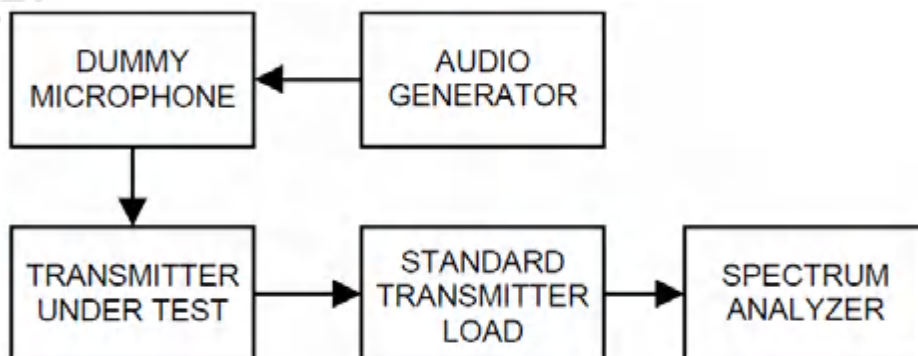 DUMMY
MICROPHONE
AUDIO
GENERATOR
TRANSMITTER
UNDER TEST
STANDARD
TRANSMITTER
LOAD
SPECTRUM
ANALYZER